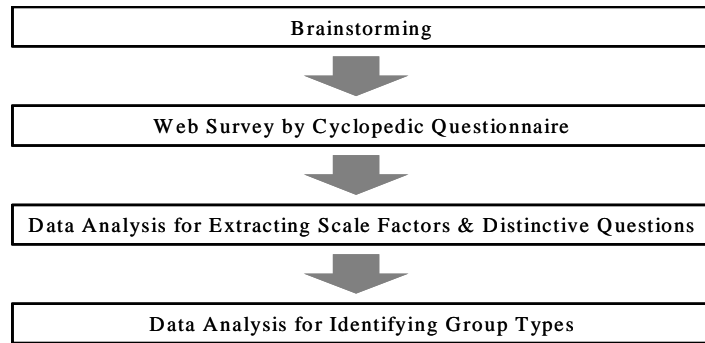 Brainstorming
Web Survey by Cyclopedic Questionnaire
Data Analysis for Extracting Scale Factors & Distinctive Questions
Data Analysis for Identifying Group Types